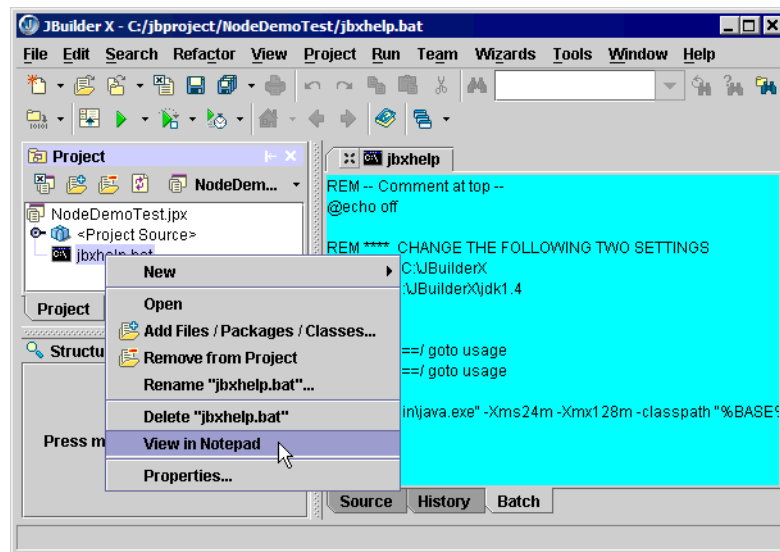 JBuilder X - C:/jbproject/NodeDemoTest/jbxhelp.bat
File Edit Search Refactor View Project Run Team Wizards Tools Window Help
Project
NodeDem...
NodeDemoTest.jpx
<Project Source>
jbxhelp.bat
Project
Structu
Press m
New
Open
Add Files / Packages / Classes...
Remove from Project
Rename "jbxhelp.bat"...
Delete "jbxhelp.bat"
View in Notepad
Properties...
jbxhelp
REM -- Comment at top --
@echo off
REM **** CHANGE THE FOLLOWING TWO SETTINGS
C:\JBuilderX
:\JBuilderX\jdk1.4
==/ goto usage
==/ goto usage
in\java.exe" -Xms24m -Xmx128m -classpath "%BASE%
Source History Batch